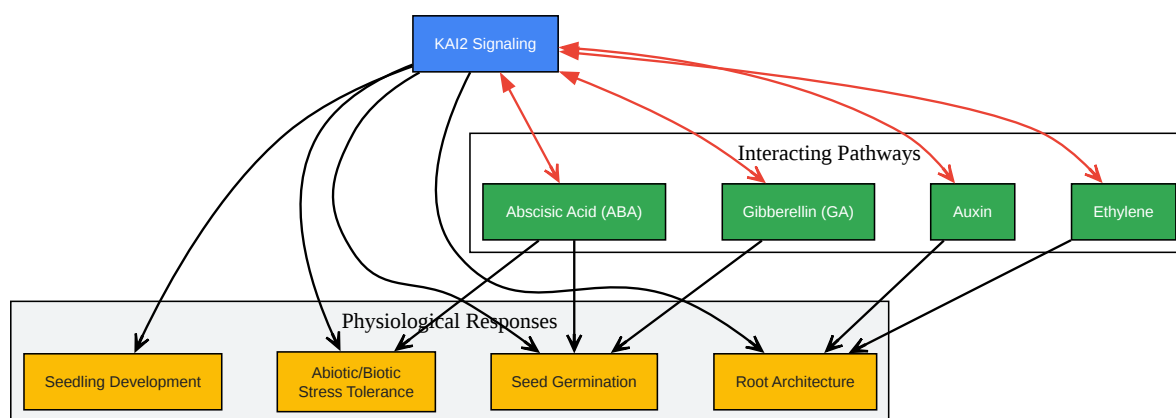 KAI2 Signaling
Interacting Pathways
Abscisic Acid (ABA)
Gibberellin (GA)
Auxin
Ethylene
Physiological Responses
Seedling Development
Abiotic/Biotic
Stress Tolerance
Seed Germination
Root Architecture